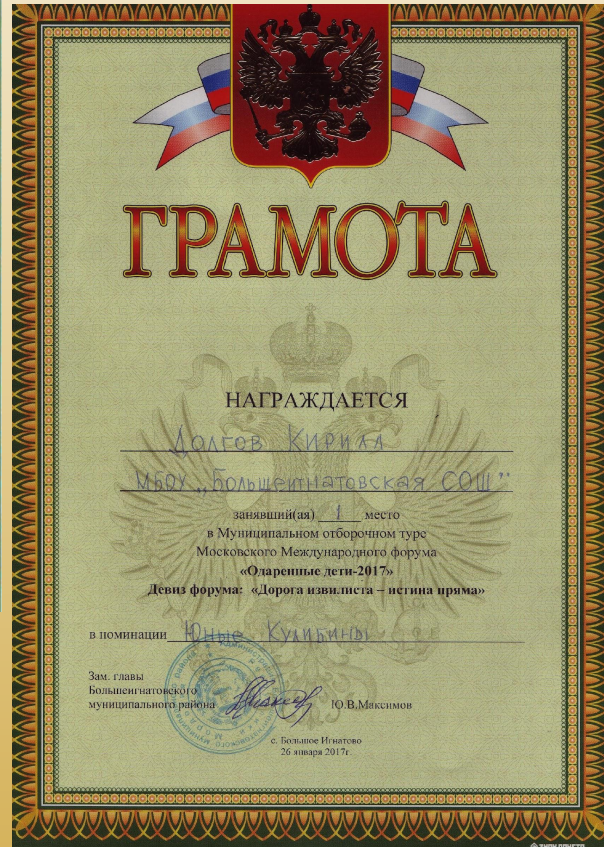 ГРАМОТА
НАГРАЖДАЕТСЯ
Долгов Кирилл
МБОУ „Большеигнатовская СОШ"
занявший(ая) 1 место
в Муниципальном отборочном туре
Московского Международного форума
«Одаренные дети-2017»
Девиз форума: «Дорога извилиста – истина пряма»
в номинации Юные Кулибины
Зам. главы
Большеигнатовского
муниципального района Ю.В.Максимов
с. Большое Игнатово
26 января 2017г.